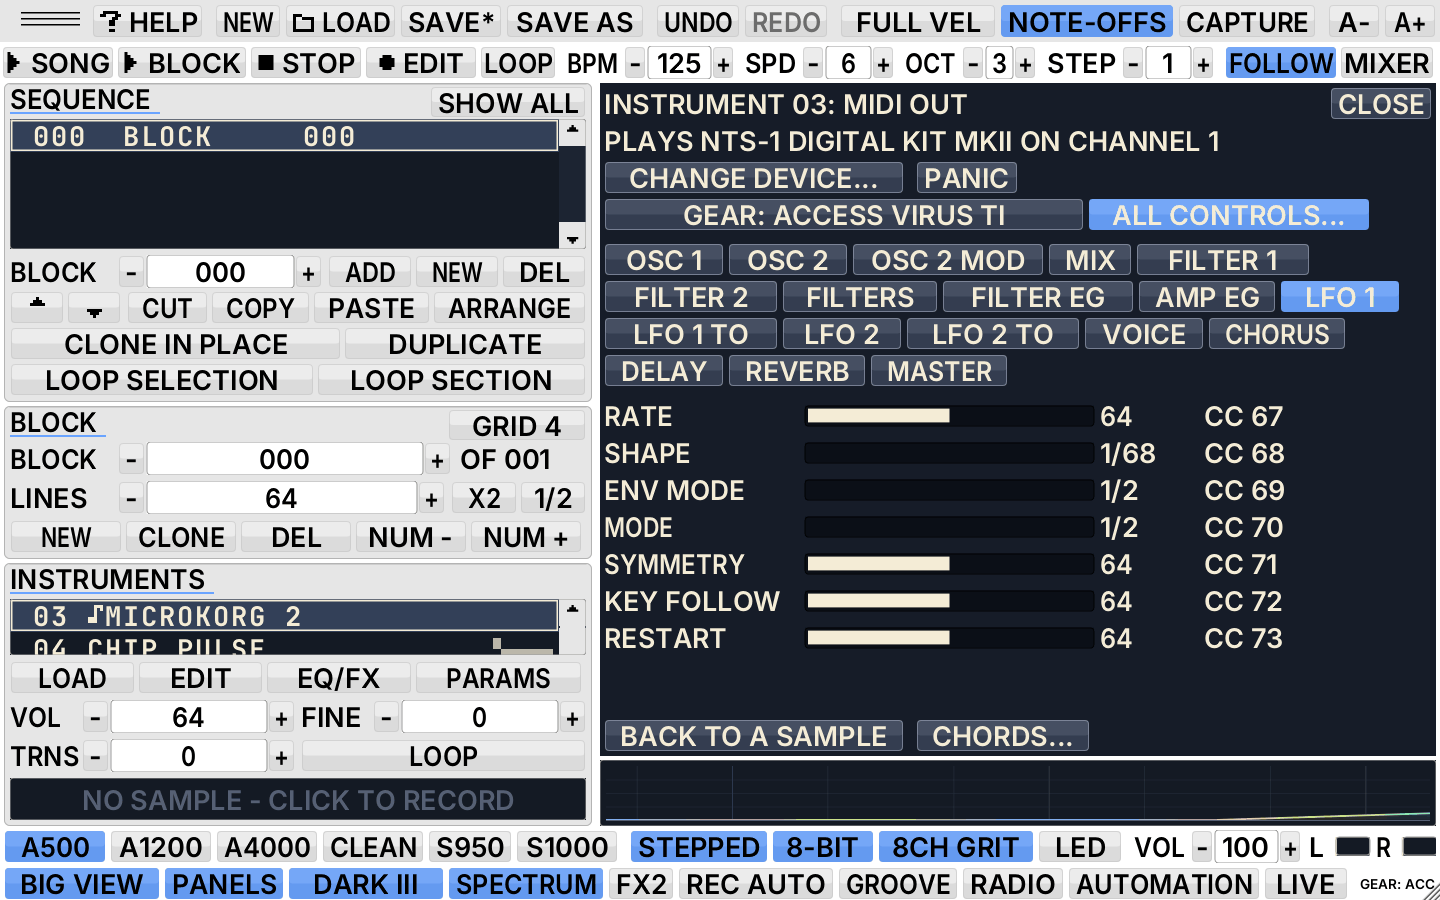 HELP NEW LOAD SAVE* SAVE AS UNDO REDO FULL VEL NOTE-OFFS CAPTURE A- A+
SONG BLOCK STOP EDIT LOOP BPM - 125 + SPD - 6 + OCT - 3 + STEP - 1 + FOLLOW MIXER
SEQUENCE SHOW ALL
000 BLOCK 000
BLOCK - 000 + ADD NEW DEL
CUT COPY PASTE ARRANGE
CLONE IN PLACE DUPLICATE
LOOP SELECTION LOOP SECTION
BLOCK GRID 4
BLOCK - 000 + OF 001
LINES - 64 + X2 1/2
NEW CLONE DEL NUM - NUM +
INSTRUMENTS
03 MICROKORG 2
04 CHIP PULSE
LOAD EDIT EQ/FX PARAMS
VOL - 64 + FINE - 0 +
TRNS - 0 + LOOP
NO SAMPLE - CLICK TO RECORD
INSTRUMENT 03: MIDI OUT CLOSE
PLAYS NTS-1 DIGITAL KIT MKII ON CHANNEL 1
CHANGE DEVICE... PANIC
GEAR: ACCESS VIRUS TI ALL CONTROLS...
OSC 1 OSC 2 OSC 2 MOD MIX FILTER 1
FILTER 2 FILTERS FILTER EG AMP EG LFO 1
LFO 1 TO LFO 2 LFO 2 TO VOICE CHORUS
DELAY REVERB MASTER
RATE 64 CC 67
SHAPE 1/68 CC 68
ENV MODE 1/2 CC 69
MODE 1/2 CC 70
SYMMETRY 64 CC 71
KEY FOLLOW 64 CC 72
RESTART 64 CC 73
BACK TO A SAMPLE CHORDS...
A500 A1200 A4000 CLEAN S950 S1000 STEPPED 8-BIT 8CH GRIT LED VOL - 100 + L R
BIG VIEW PANELS DARK III SPECTRUM FX2 REC AUTO GROOVE RADIO AUTOMATION LIVE GEAR: ACC